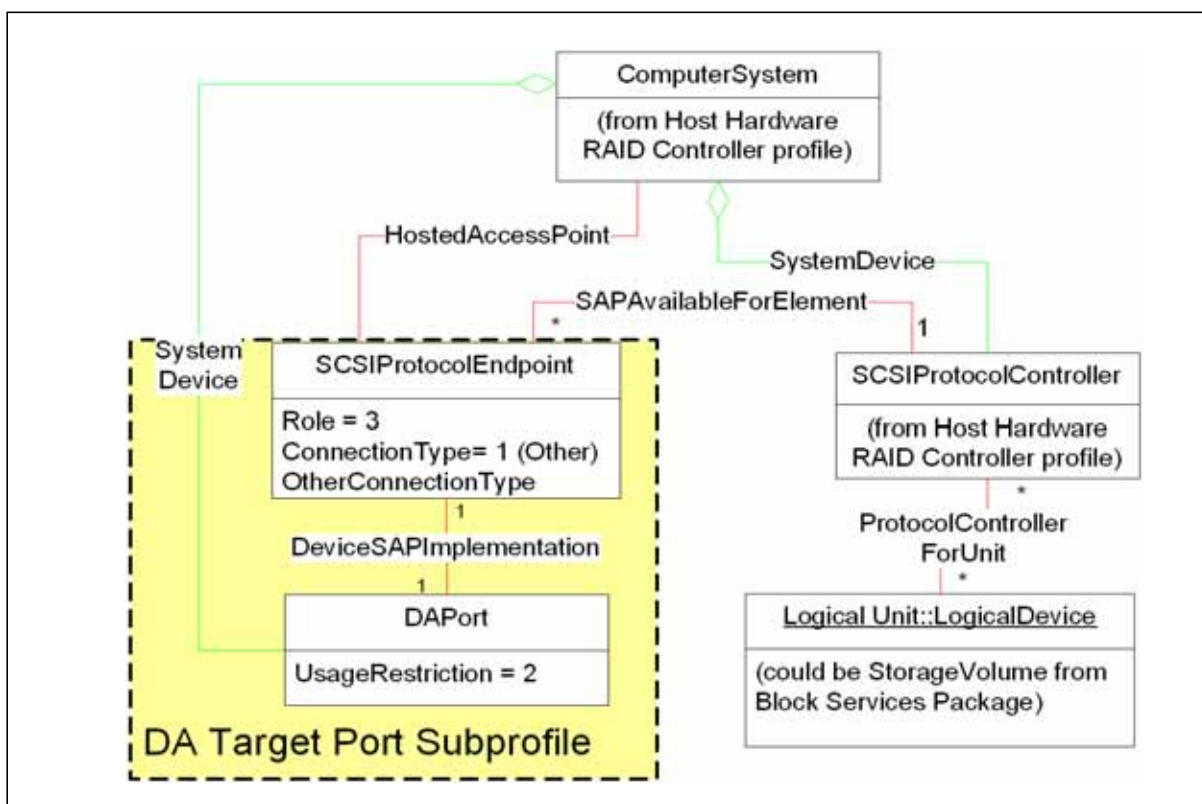 ComputerSystem
(from Host Hardware
RAID Controller profile)
HostedAccessPoint
SystemDevice
SAPAvailableForElement
*
1
System
Device
SCSIProtocolEndpoint
Role = 3
ConnectionType= 1 (Other)
OtherConnectionType
SCSIProtocolController
(from Host Hardware
RAID Controller profile)
1
*
DeviceSAPImplementation
ProtocolController
ForUnit
1
*
DAPort
UsageRestriction = 2
Logical Unit::LogicalDevice
(could be StorageVolume from
Block Services Package)
DA Target Port Subprofile